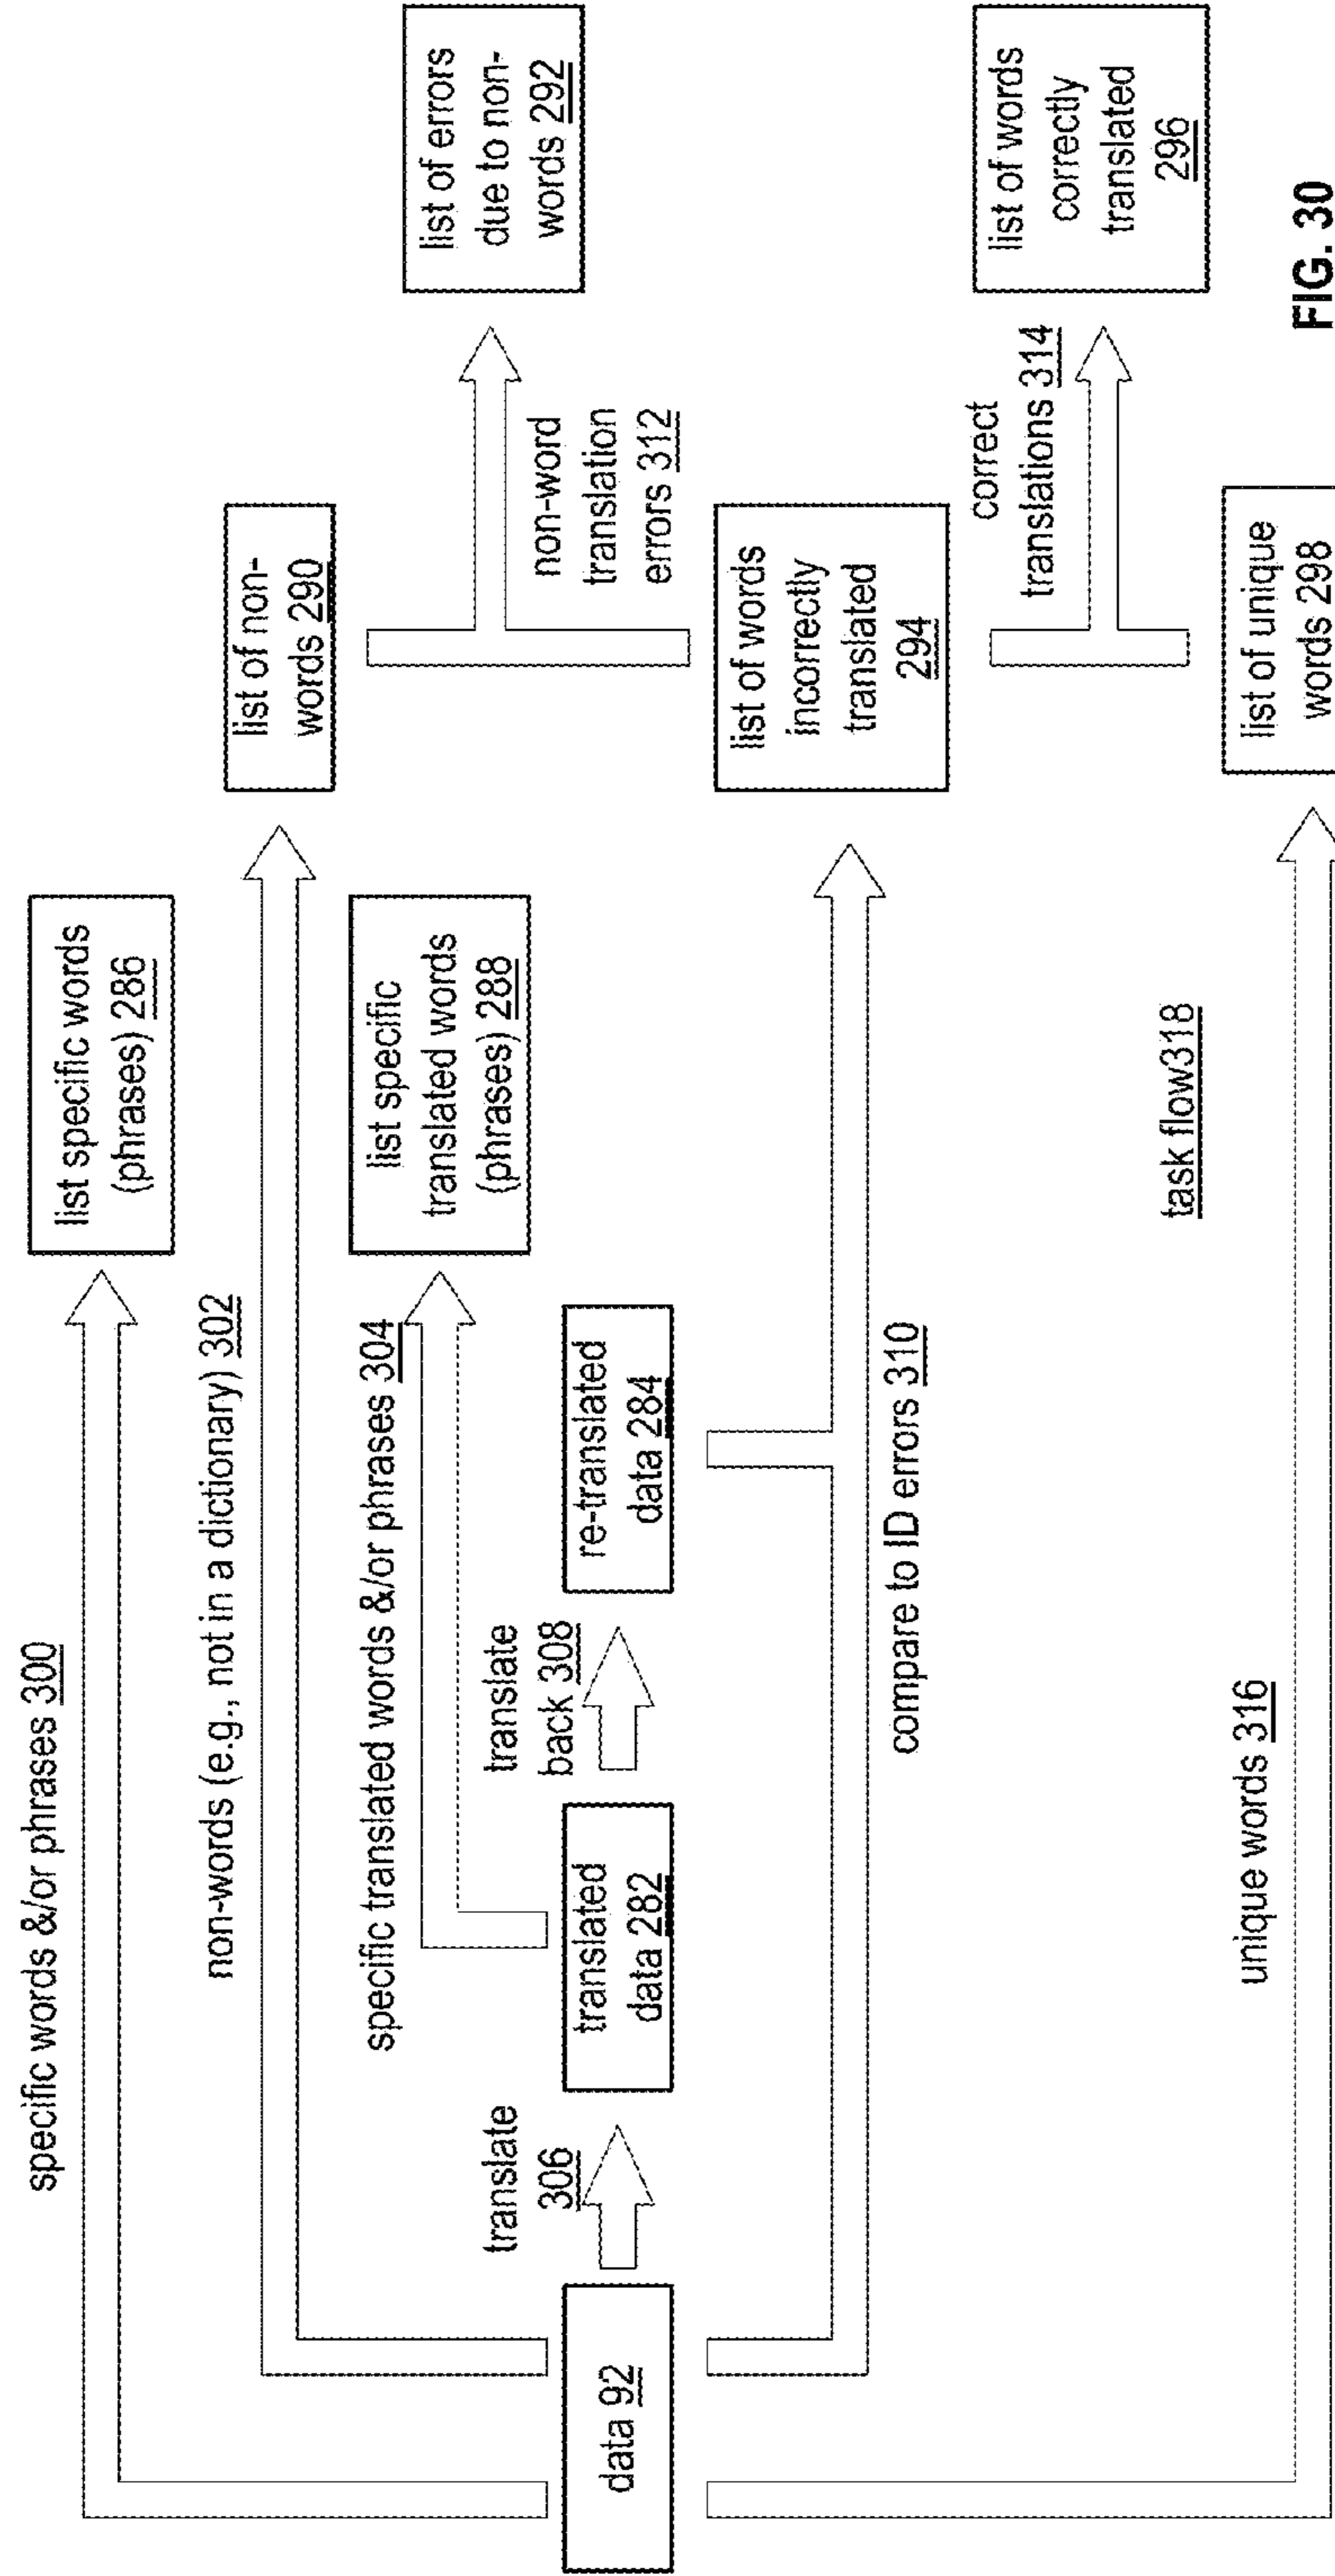 specific words &/or phrases 300
list specific words
(phrases) 286
non-words (e.g., not in a dictionary) 302
list of non-
words 290
specific translated words &/or phrases 304
list specific
translated words
(phrases) 288
list of errors
due to non-
words 292
non-word
translation
errors 312
data 92
translate
306
translated
data 282
translate
back 308
re-translated
data 284
compare to ID errors 310
list of words
incorrectly
translated
294
correct
translations 314
list of words
correctly
translated
296
task flow318
unique words 316
list of unique
words 298
FIG. 30